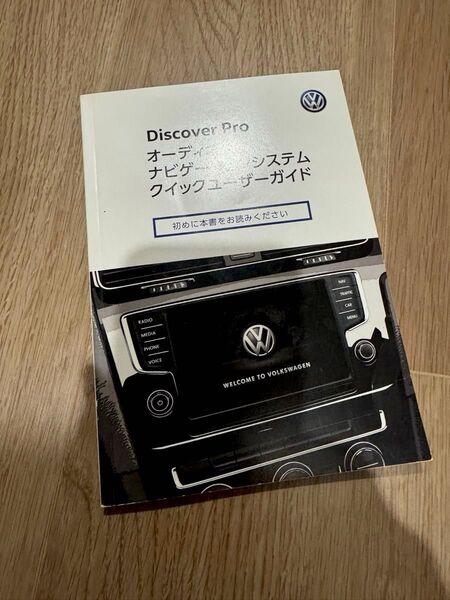 Discover Pro
オーディ
ナビゲー システム
クイックユーザーガイド
初めに本書をお読みください
RADIO
MEDIA
PHONE
VOICE
NAV
TRAFFIC
CAR
MENU
WELCOME TO VOLKSWAGEN